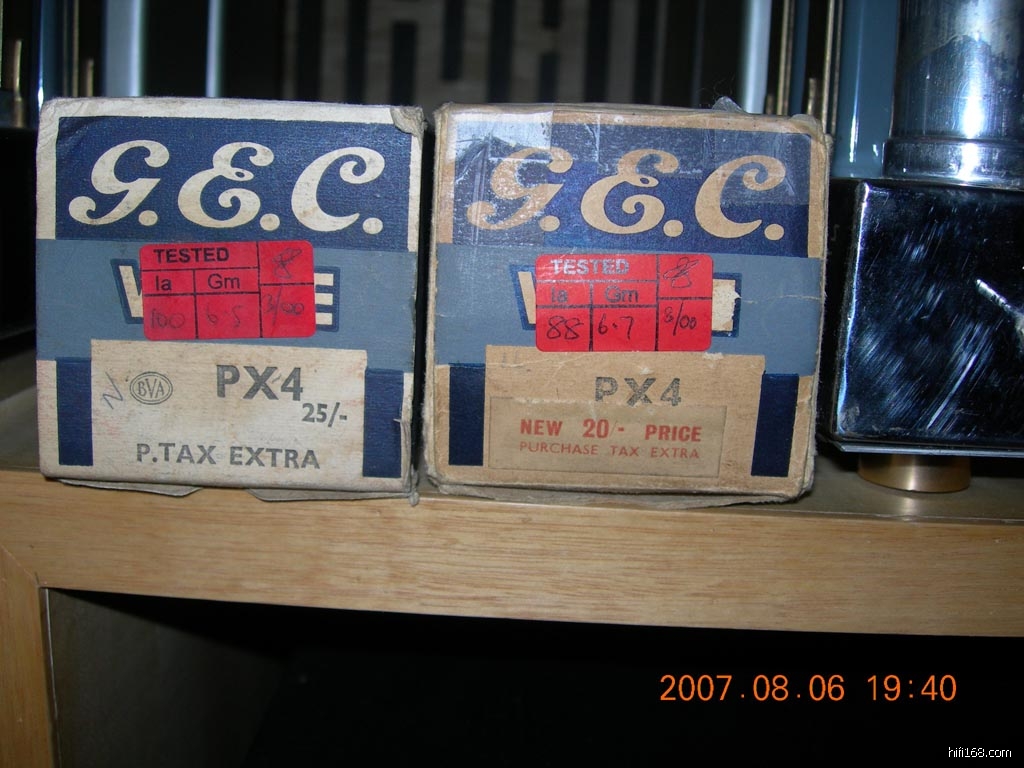 G.E.C.
TESTED
Ia Gm
100 6.5 3/00
BVA
PX4
25/-
P.TAX EXTRA
G.E.C.
TESTED
Ia Gm
88 6.7 8/00
PX4
NEW 20/- PRICE
PURCHASE TAX EXTRA
2007.08.06 19:40
hifi168.com